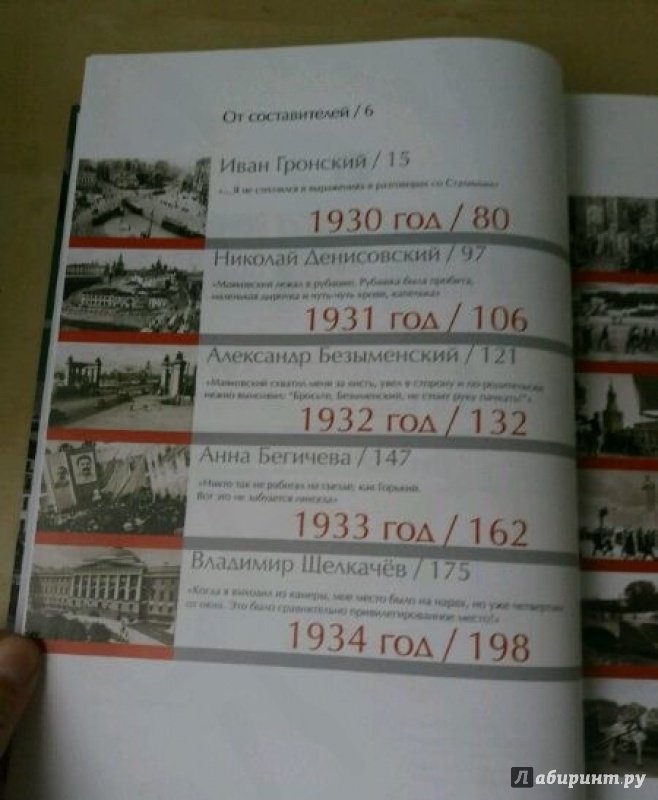 От составителей / 6
Иван Гронский / 15
«...Я не стеснялся в выражениях в разговорах со Сталиным»
1930 год / 80
Николай Денисовский / 97
«Маяковский лежал в рубашке. Рубашка была пробита,
маленькая дырочка и чуть-чуть крови, капелька»
1931 год / 106
Александр Безыменский / 121
«Маяковский схватил меня за кисть, увел в сторону и по-родительски
нежно выпалил: "Бросьте, Безыменский, не стоит руку пачкать!"»
1932 год / 132
Анна Бегичева / 147
«Никто так не работал на съезде, как Горький.
Вот это не забудется никогда»
1933 год / 162
Владимир Щелкачёв / 175
«Когда я выходил из камеры, мое место было на нарах, но уже четвертое
от окна. Это было сравнительно привилегированное место!»
1934 год / 198
Лабиринт.ру